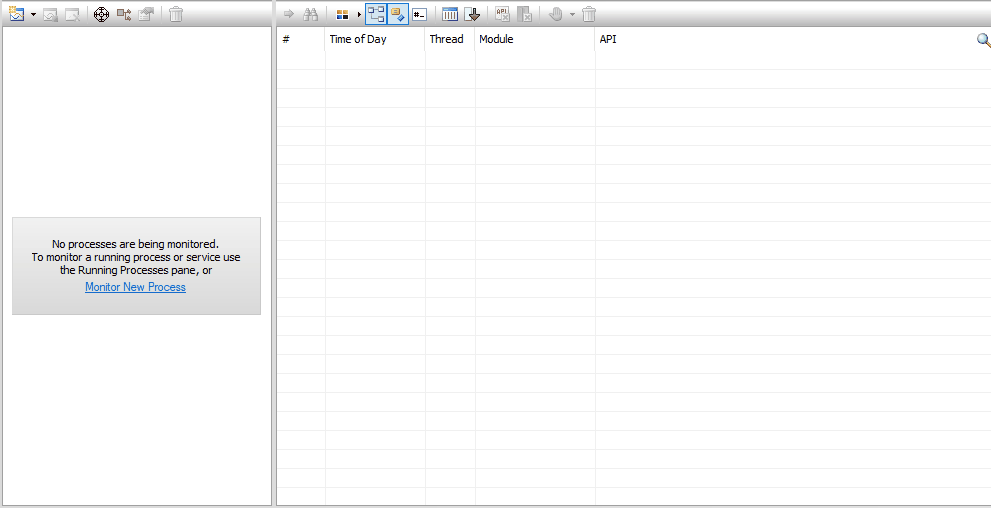 # Time of Day Thread Module API
No processes are being monitored.
To monitor a running process or service use
the Running Processes pane, or
Monitor New Process